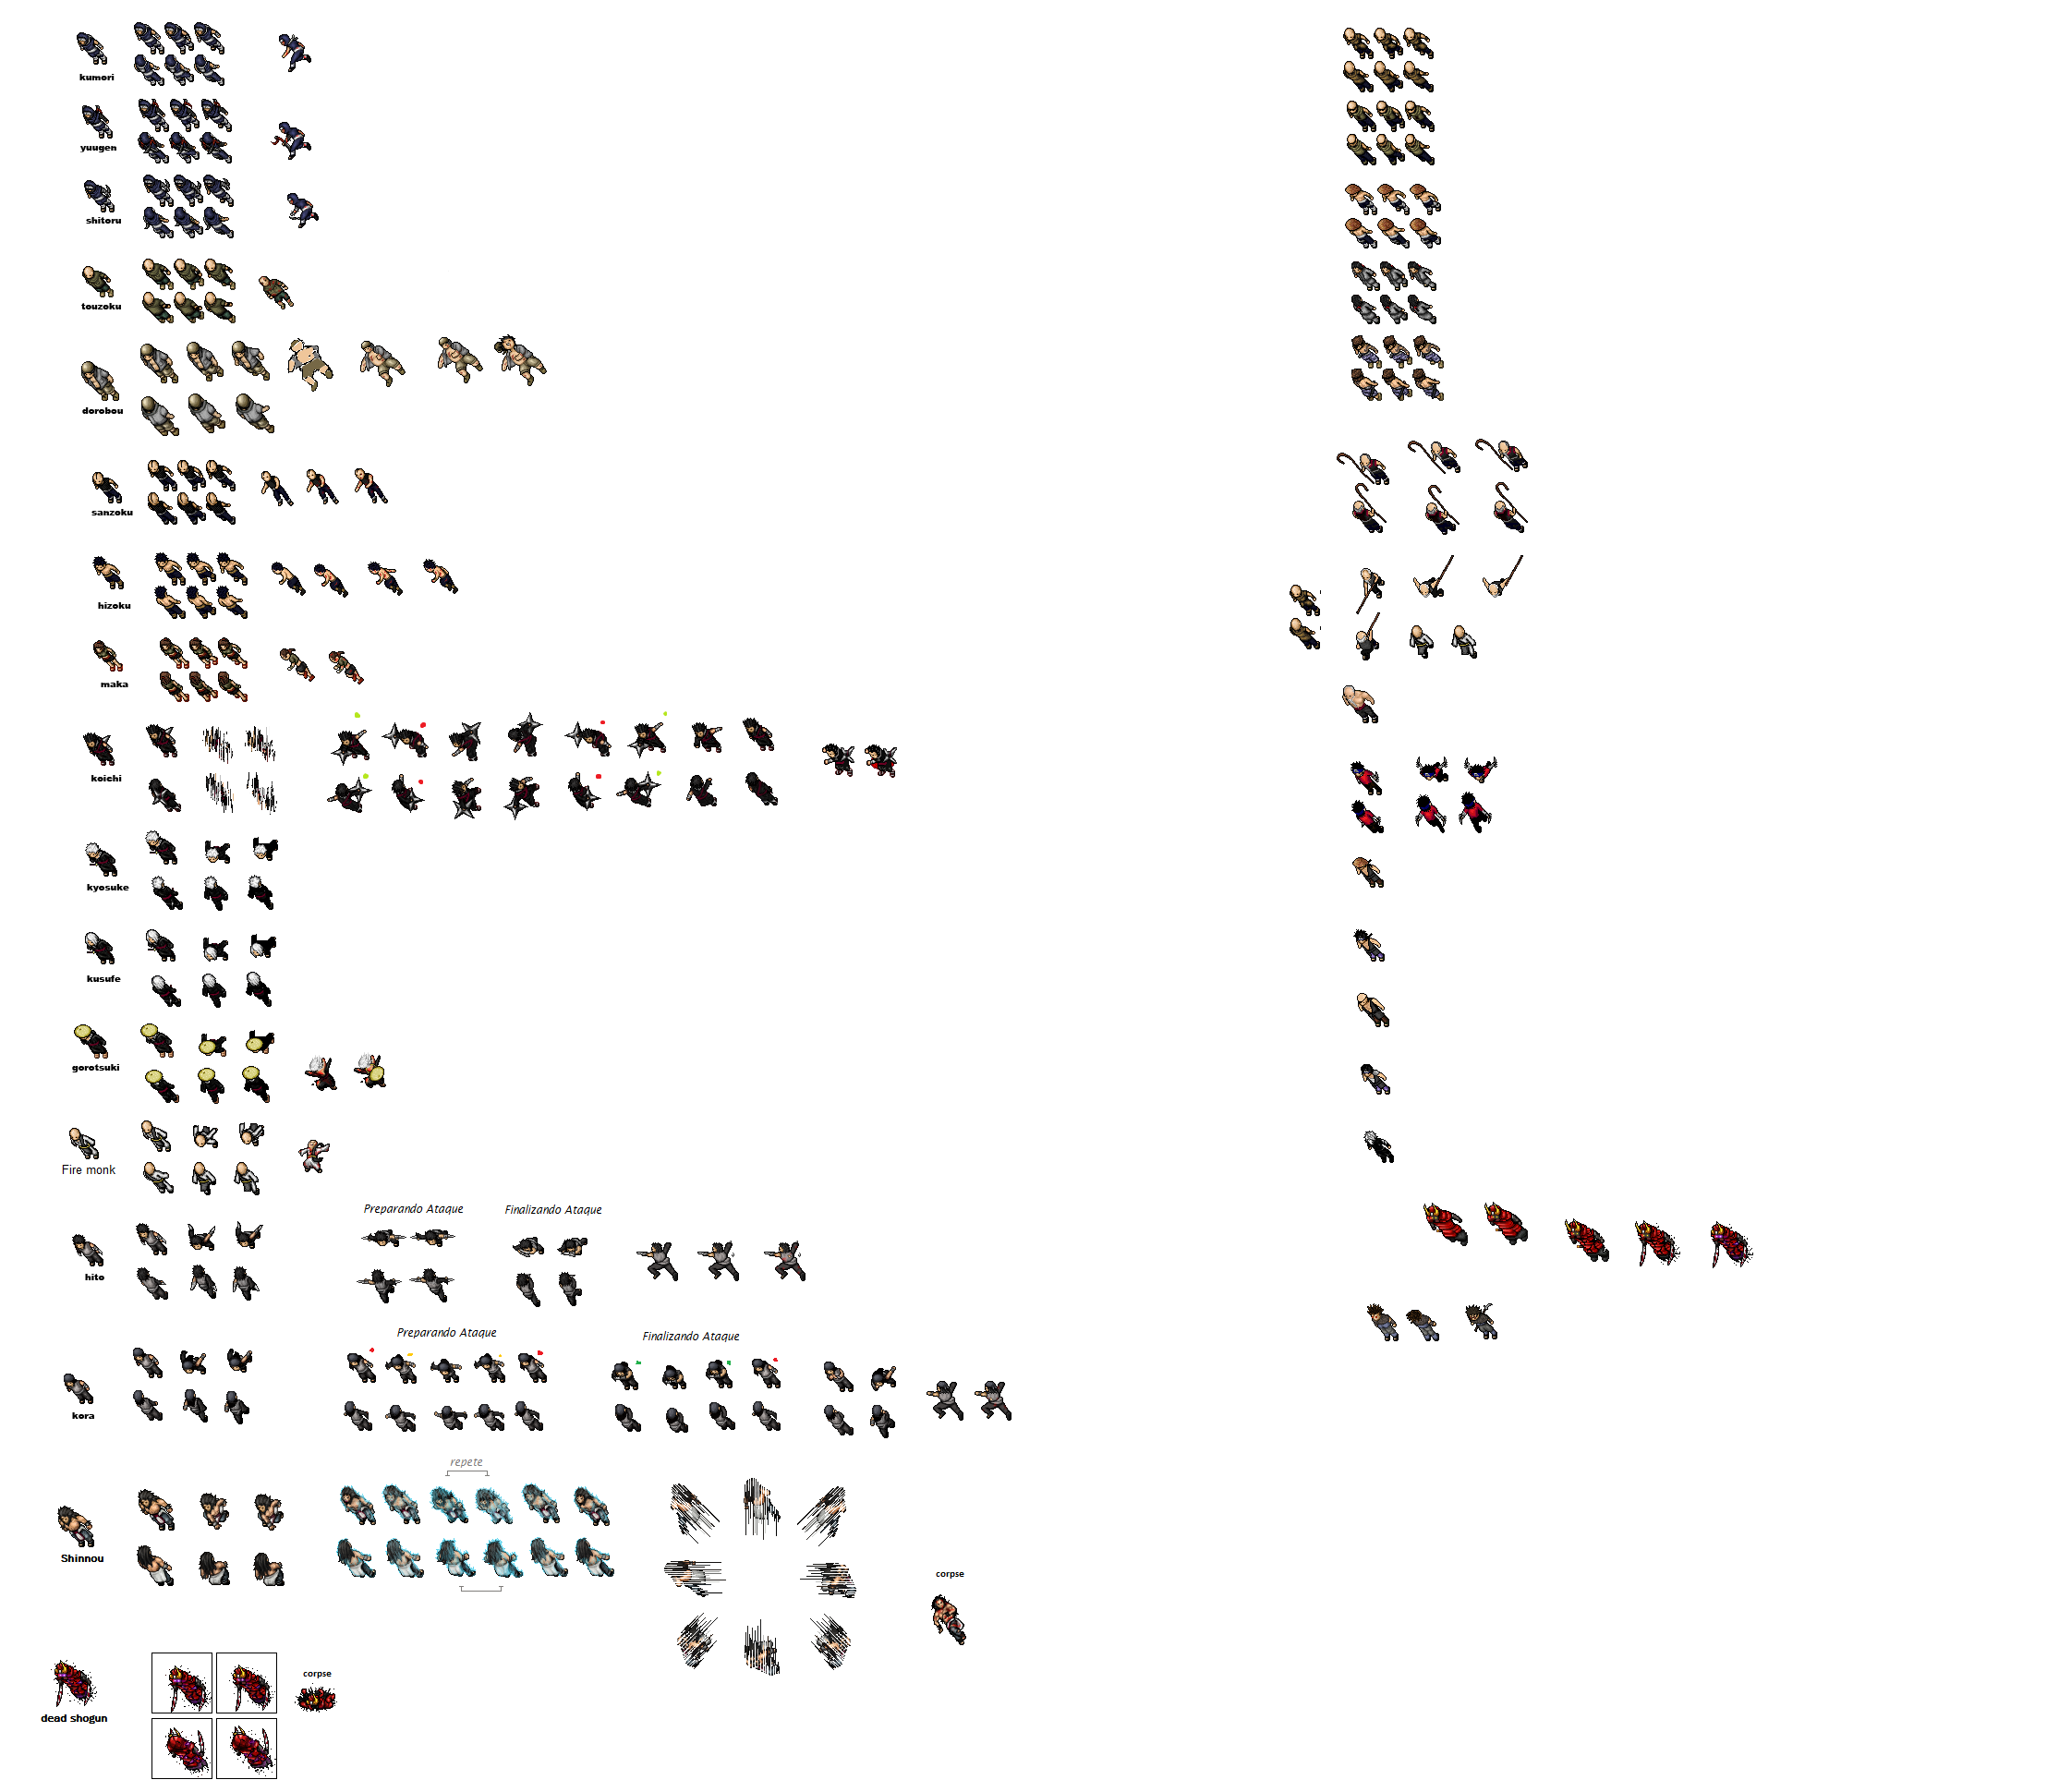 kumori
yuugen
shitoru
touzoku
dorobou
sanzoku
hizoku
maka
koichi
kyosuke
kusufe
gorotsuki
Fire monk
Preparando Ataque
Finalizando Ataque
hito
Preparando Ataque
Finalizando Ataque
kora
repete
Shinnou
corpse
corpse
dead shogun